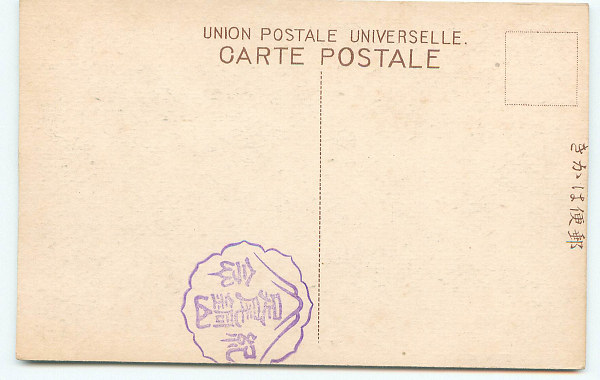 UNION POSTALE UNIVERSELLE.
CARTE POSTALE
郵便はがき